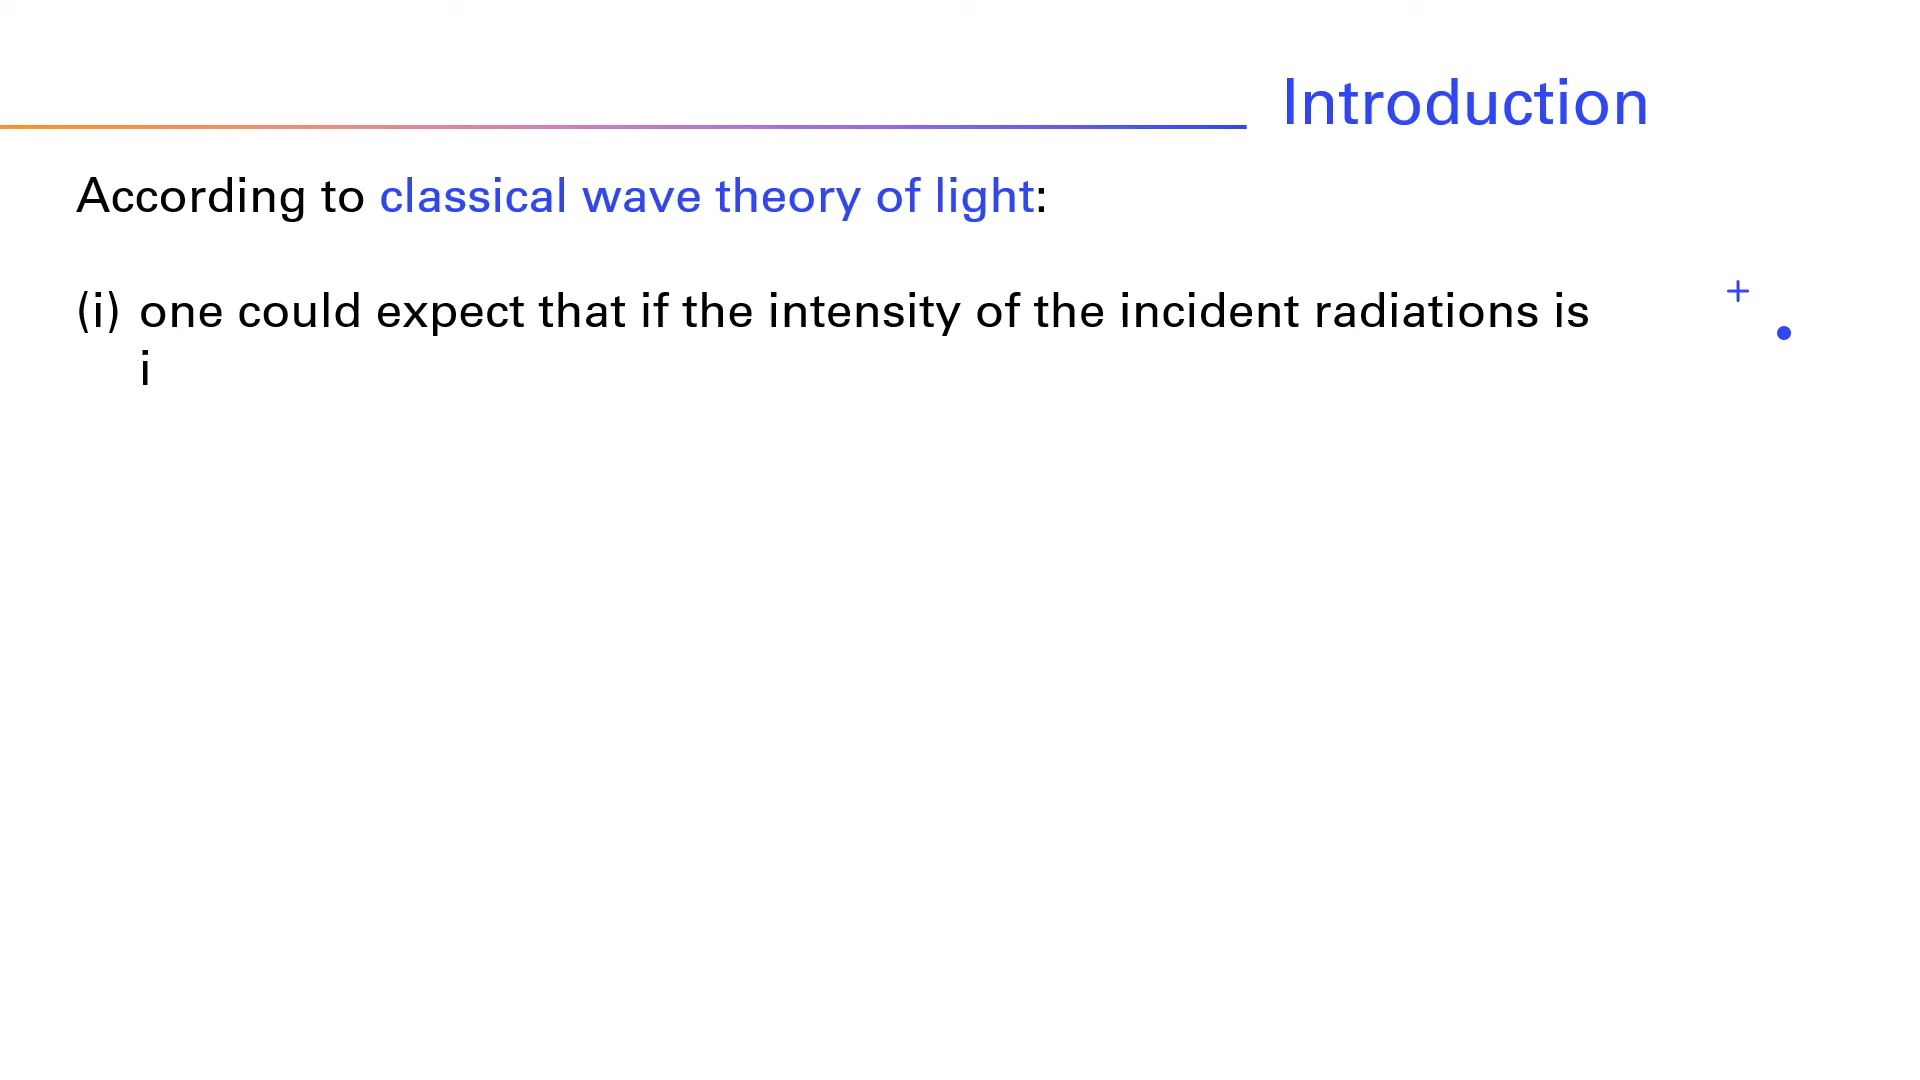 Introduction
According to classical wave theory of light:
(i) one could expect that if the intensity of the incident radiations is
i